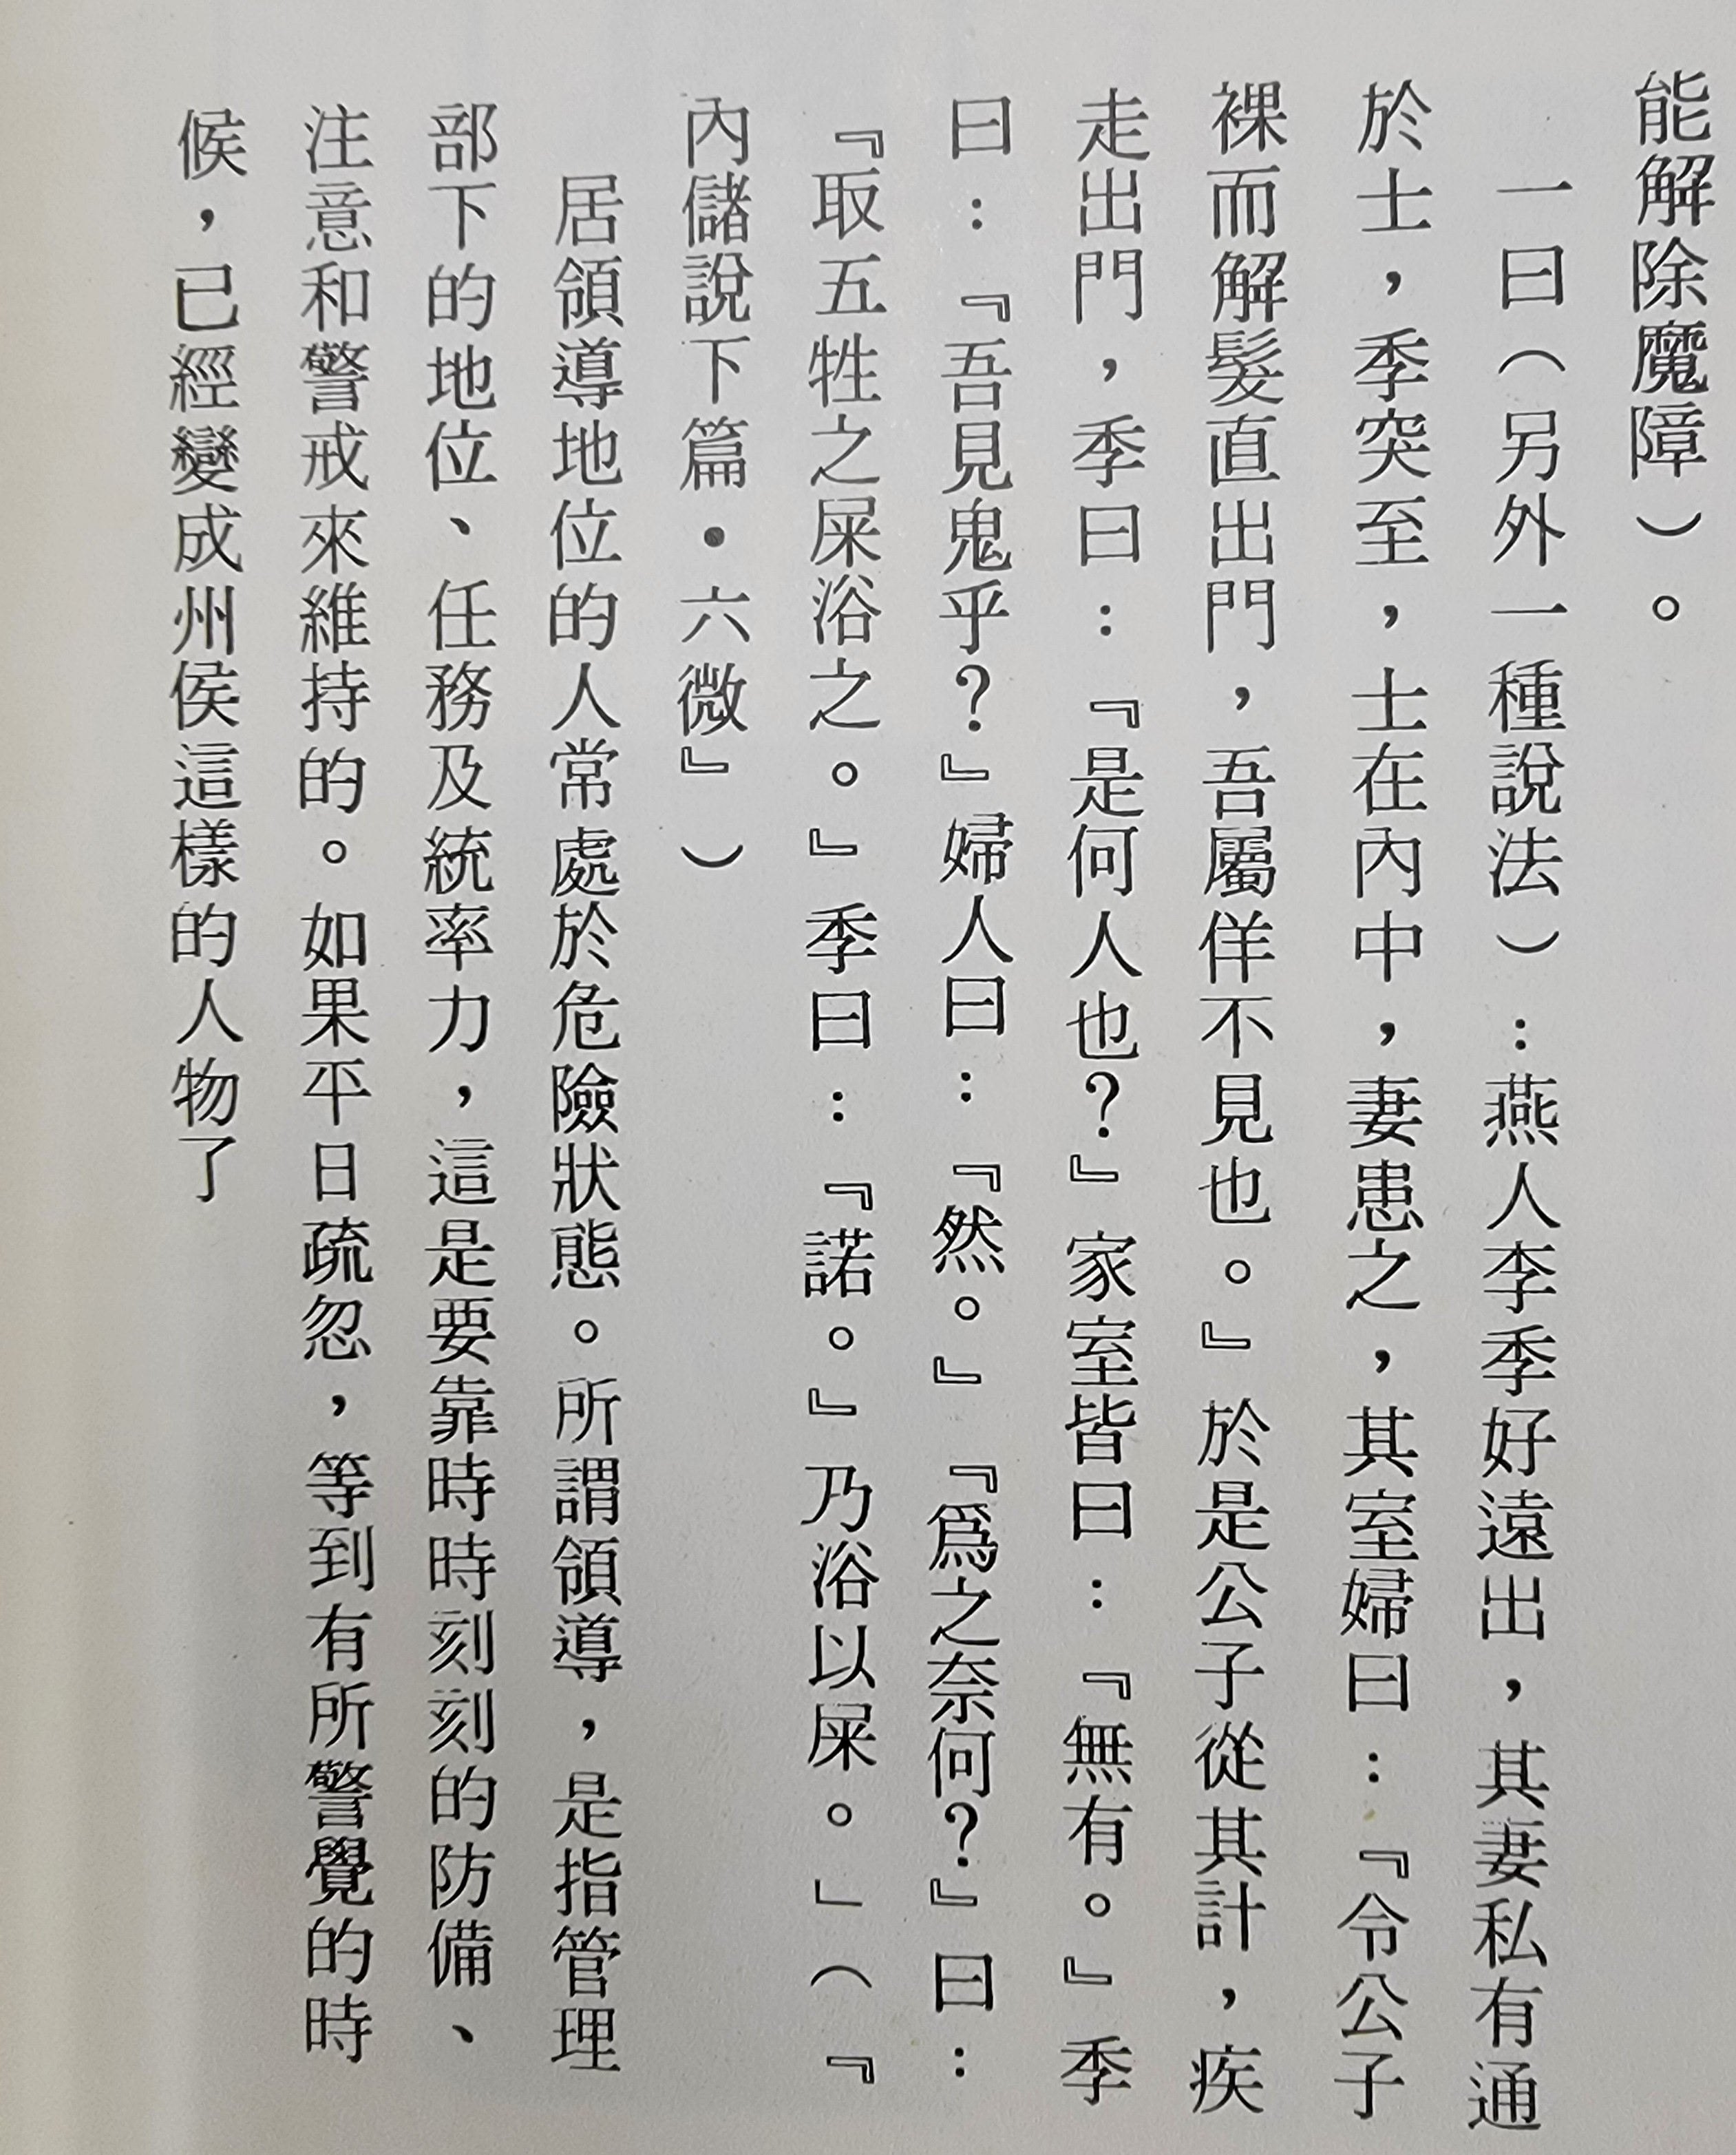 能解除魔障）。
一曰（另外一種說法）：燕人李季好遠出，其妻私有通
於士，季突至，士在內中，妻患之，其室婦曰：『令公子
裸而解髮直出門，吾屬佯不見也。』於是公子從其計，疾
走出門，季曰：『是何人也？』家室皆曰：『無有。』季
曰：『吾見鬼乎？』婦人曰：『然。』『爲之奈何？』曰：
『取五牲之屎浴之。』季曰：『諾。』乃浴以屎。」（『
內儲說下篇•六微』）
居領導地位的人常處於危險狀態。所謂領導，是指管理
部下的地位、任務及統率力，這是要靠時時刻刻的防備、
注意和警戒來維持的。如果平日疏忽，等到有所警覺的時
候，已經變成州侯這樣的人物了